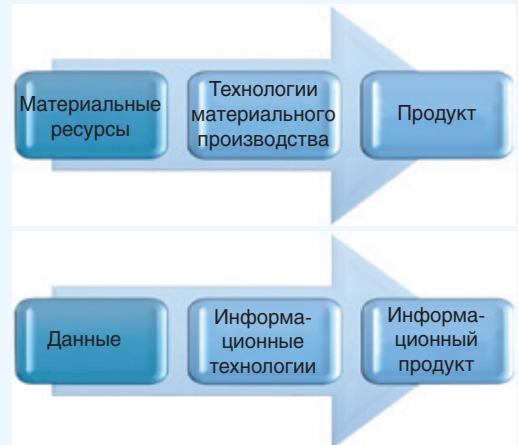 Материальные
ресурсы
Технологии
материального
производства
Продукт
Данные
Информа-
ционные
технологии
Информа-
ционный
продукт